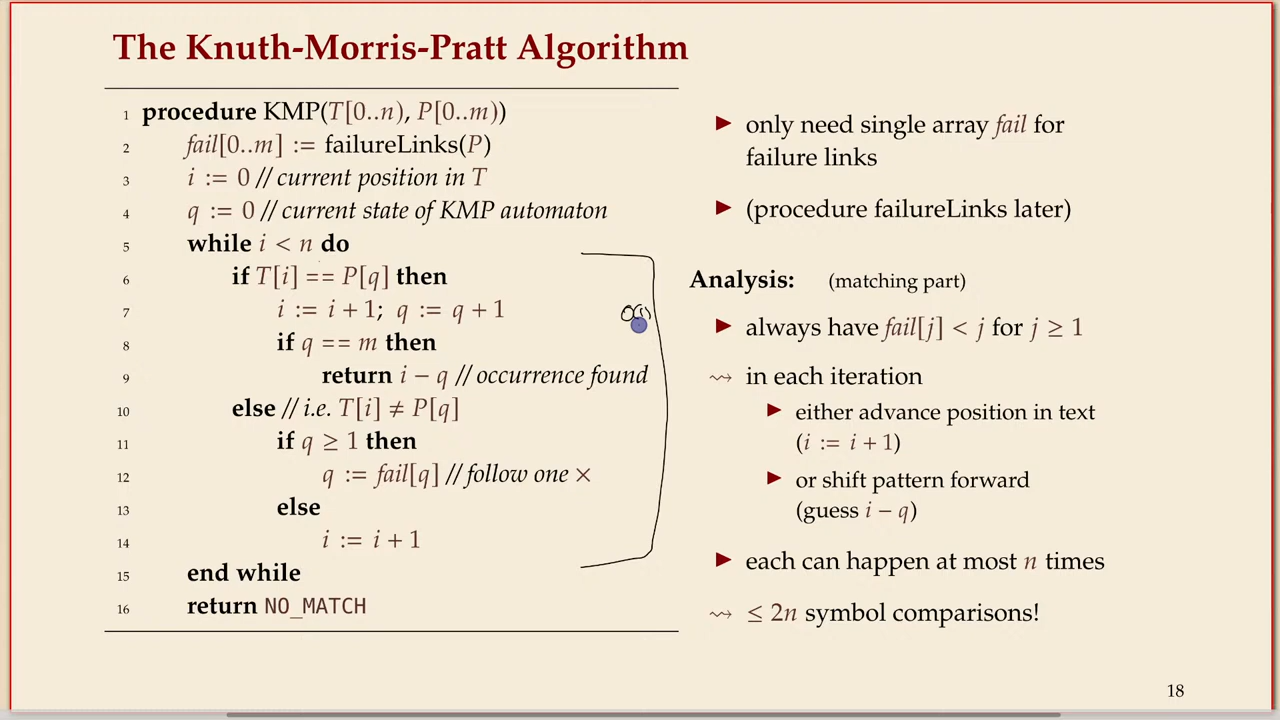 The Knuth-Morris-Pratt Algorithm
1 procedure KMP(T[0..n), P[0..m))
2 fail[0..m] := failureLinks(P)
3 i := 0 // current position in T
4 q := 0 // current state of KMP automaton
5 while i < n do
6 if T[i] == P[q] then
7 i := i + 1; q := q + 1
8 if q == m then
9 return i − q // occurrence found
10 else // i.e. T[i] ≠ P[q]
11 if q ≥ 1 then
12 q := fail[q] // follow one ×
13 else
14 i := i + 1
15 end while
16 return NO_MATCH
O(1)
▶ only need single array fail for
failure links
▶ (procedure failureLinks later)
Analysis: (matching part)
▶ always have fail[j] < j for j ≥ 1
⇝ in each iteration
▶ either advance position in text
(i := i + 1)
▶ or shift pattern forward
(guess i − q)
▶ each can happen at most n times
⇝ ≤ 2n symbol comparisons!
18